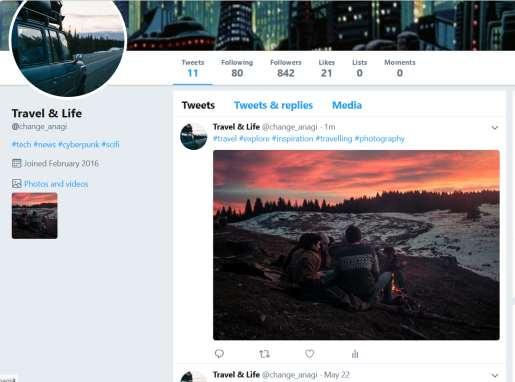 Tweets Following Followers Likes Lists Moments
11 80 842 21 0 0
Travel & Life
@change_anagi
#tech #news #cyberpunk #scifi
Joined February 2016
Photos and videos
Tweets Tweets & replies Media
Travel & Life @change_anagi · 1m
#travel #explore #inspiration #travelling #photography
Travel & Life @change_anagi · May 22